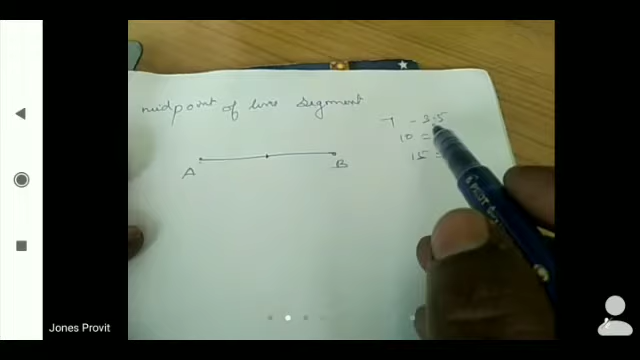 midpoint of line segment
7 - 3.5
10 =
15 =
A B
Jones Provit